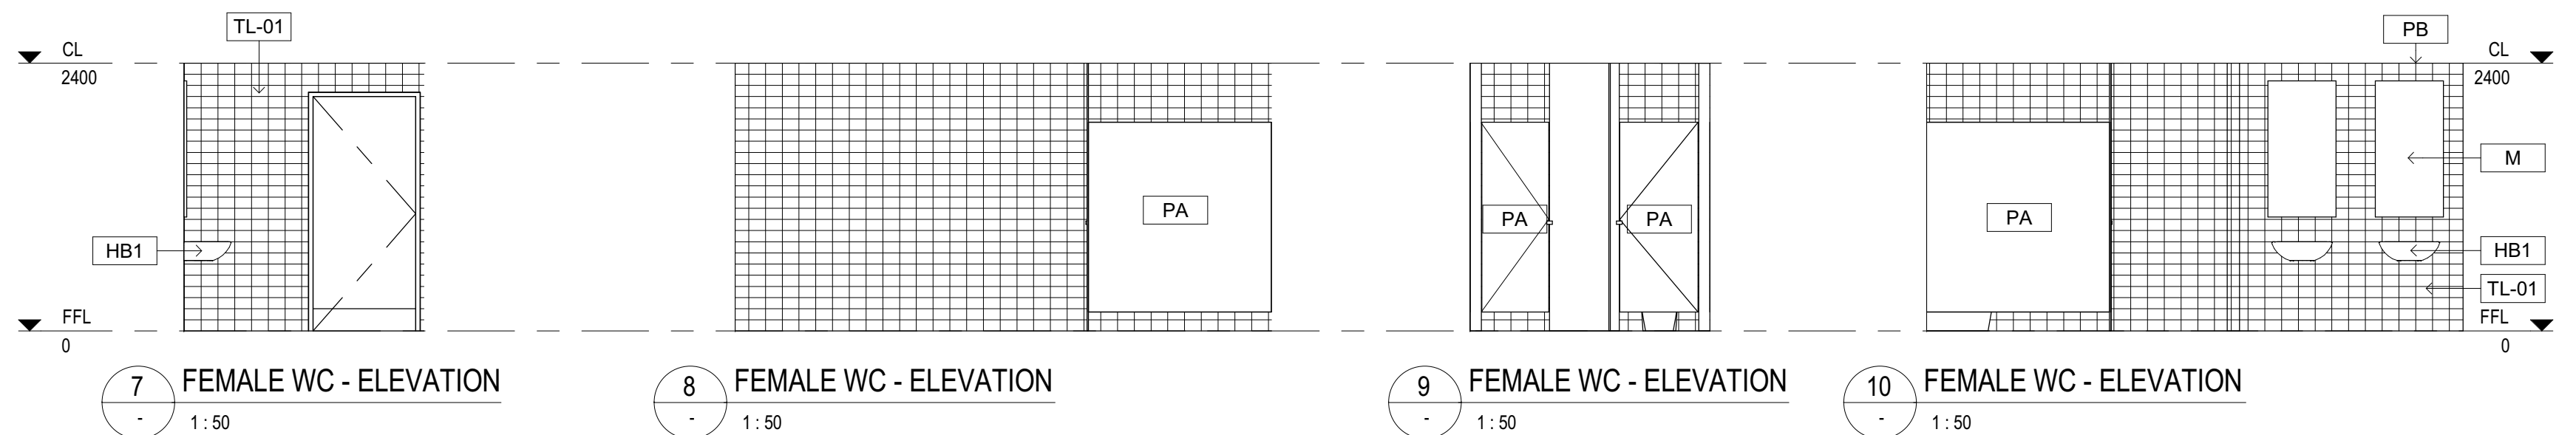 TL-01
PB
CL
2400
CL
2400
M
PA
PA
PA
PA
HB1
HB1
TL-01
FFL
0
FFL
0
7
-
FEMALE WC - ELEVATION
1 : 50
8
-
FEMALE WC - ELEVATION
1 : 50
9
-
FEMALE WC - ELEVATION
1 : 50
10
-
FEMALE WC - ELEVATION
1 : 50